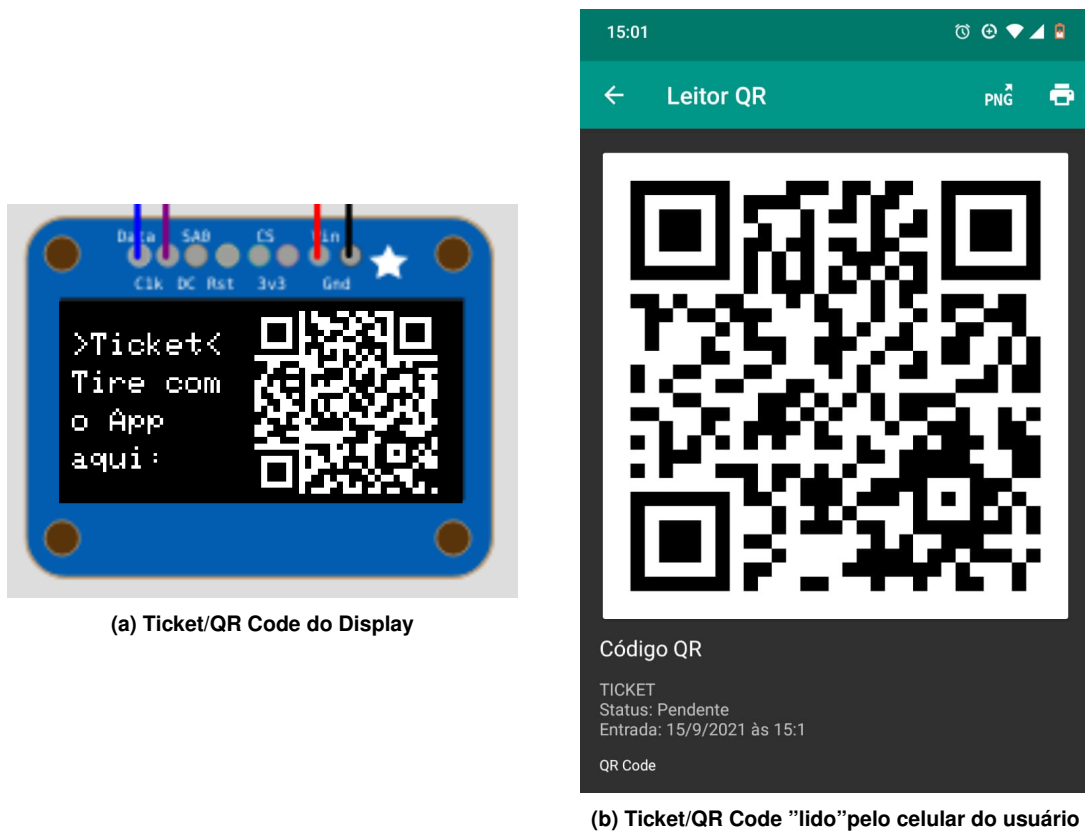 Data SA0 CS Vin
Clk DC Rst 3v3 Gnd
>Ticket<
Tire com
o App
aqui:
(a) Ticket/QR Code do Display
15:01
Leitor QR
PNG
Código QR
TICKET
Status: Pendente
Entrada: 15/9/2021 às 15:1
QR Code
(b) Ticket/QR Code ”lido”pelo celular do usuário